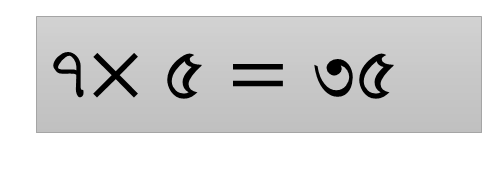 ৭× ৫ = ৩৫